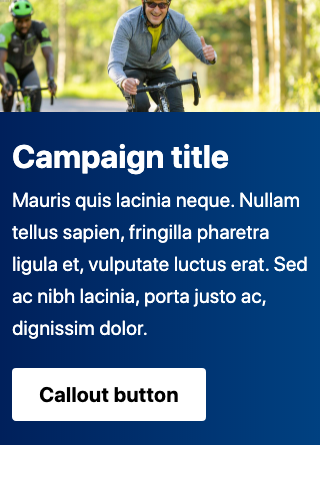 Campaign title
Mauris quis lacinia neque. Nullam
tellus sapien, fringilla pharetra
ligula et, vulputate luctus erat. Sed
ac nibh lacinia, porta justo ac,
dignissim dolor.
Callout button